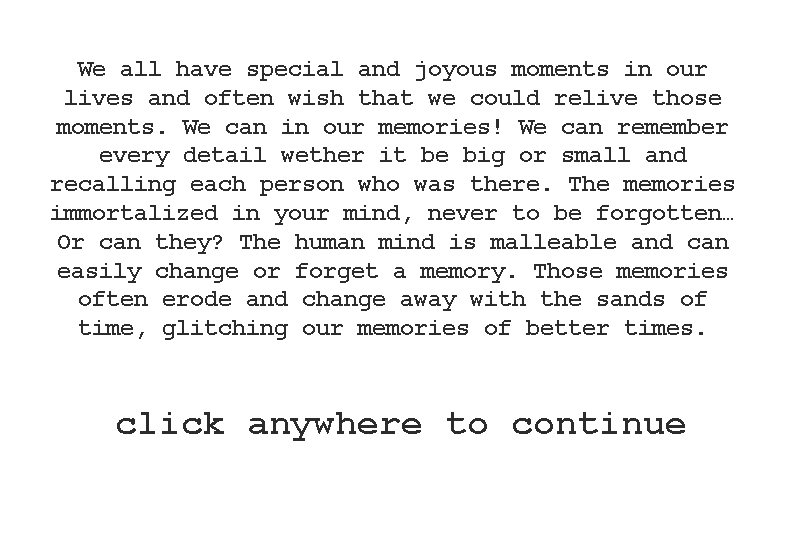 We all have special and joyous moments in our
lives and often wish that we could relive those
moments. We can in our memories! We can remember
every detail wether it be big or small and
recalling each person who was there. The memories
immortalized in your mind, never to be forgotten…
Or can they? The human mind is malleable and can
easily change or forget a memory. Those memories
often erode and change away with the sands of
time, glitching our memories of better times.
click anywhere to continue